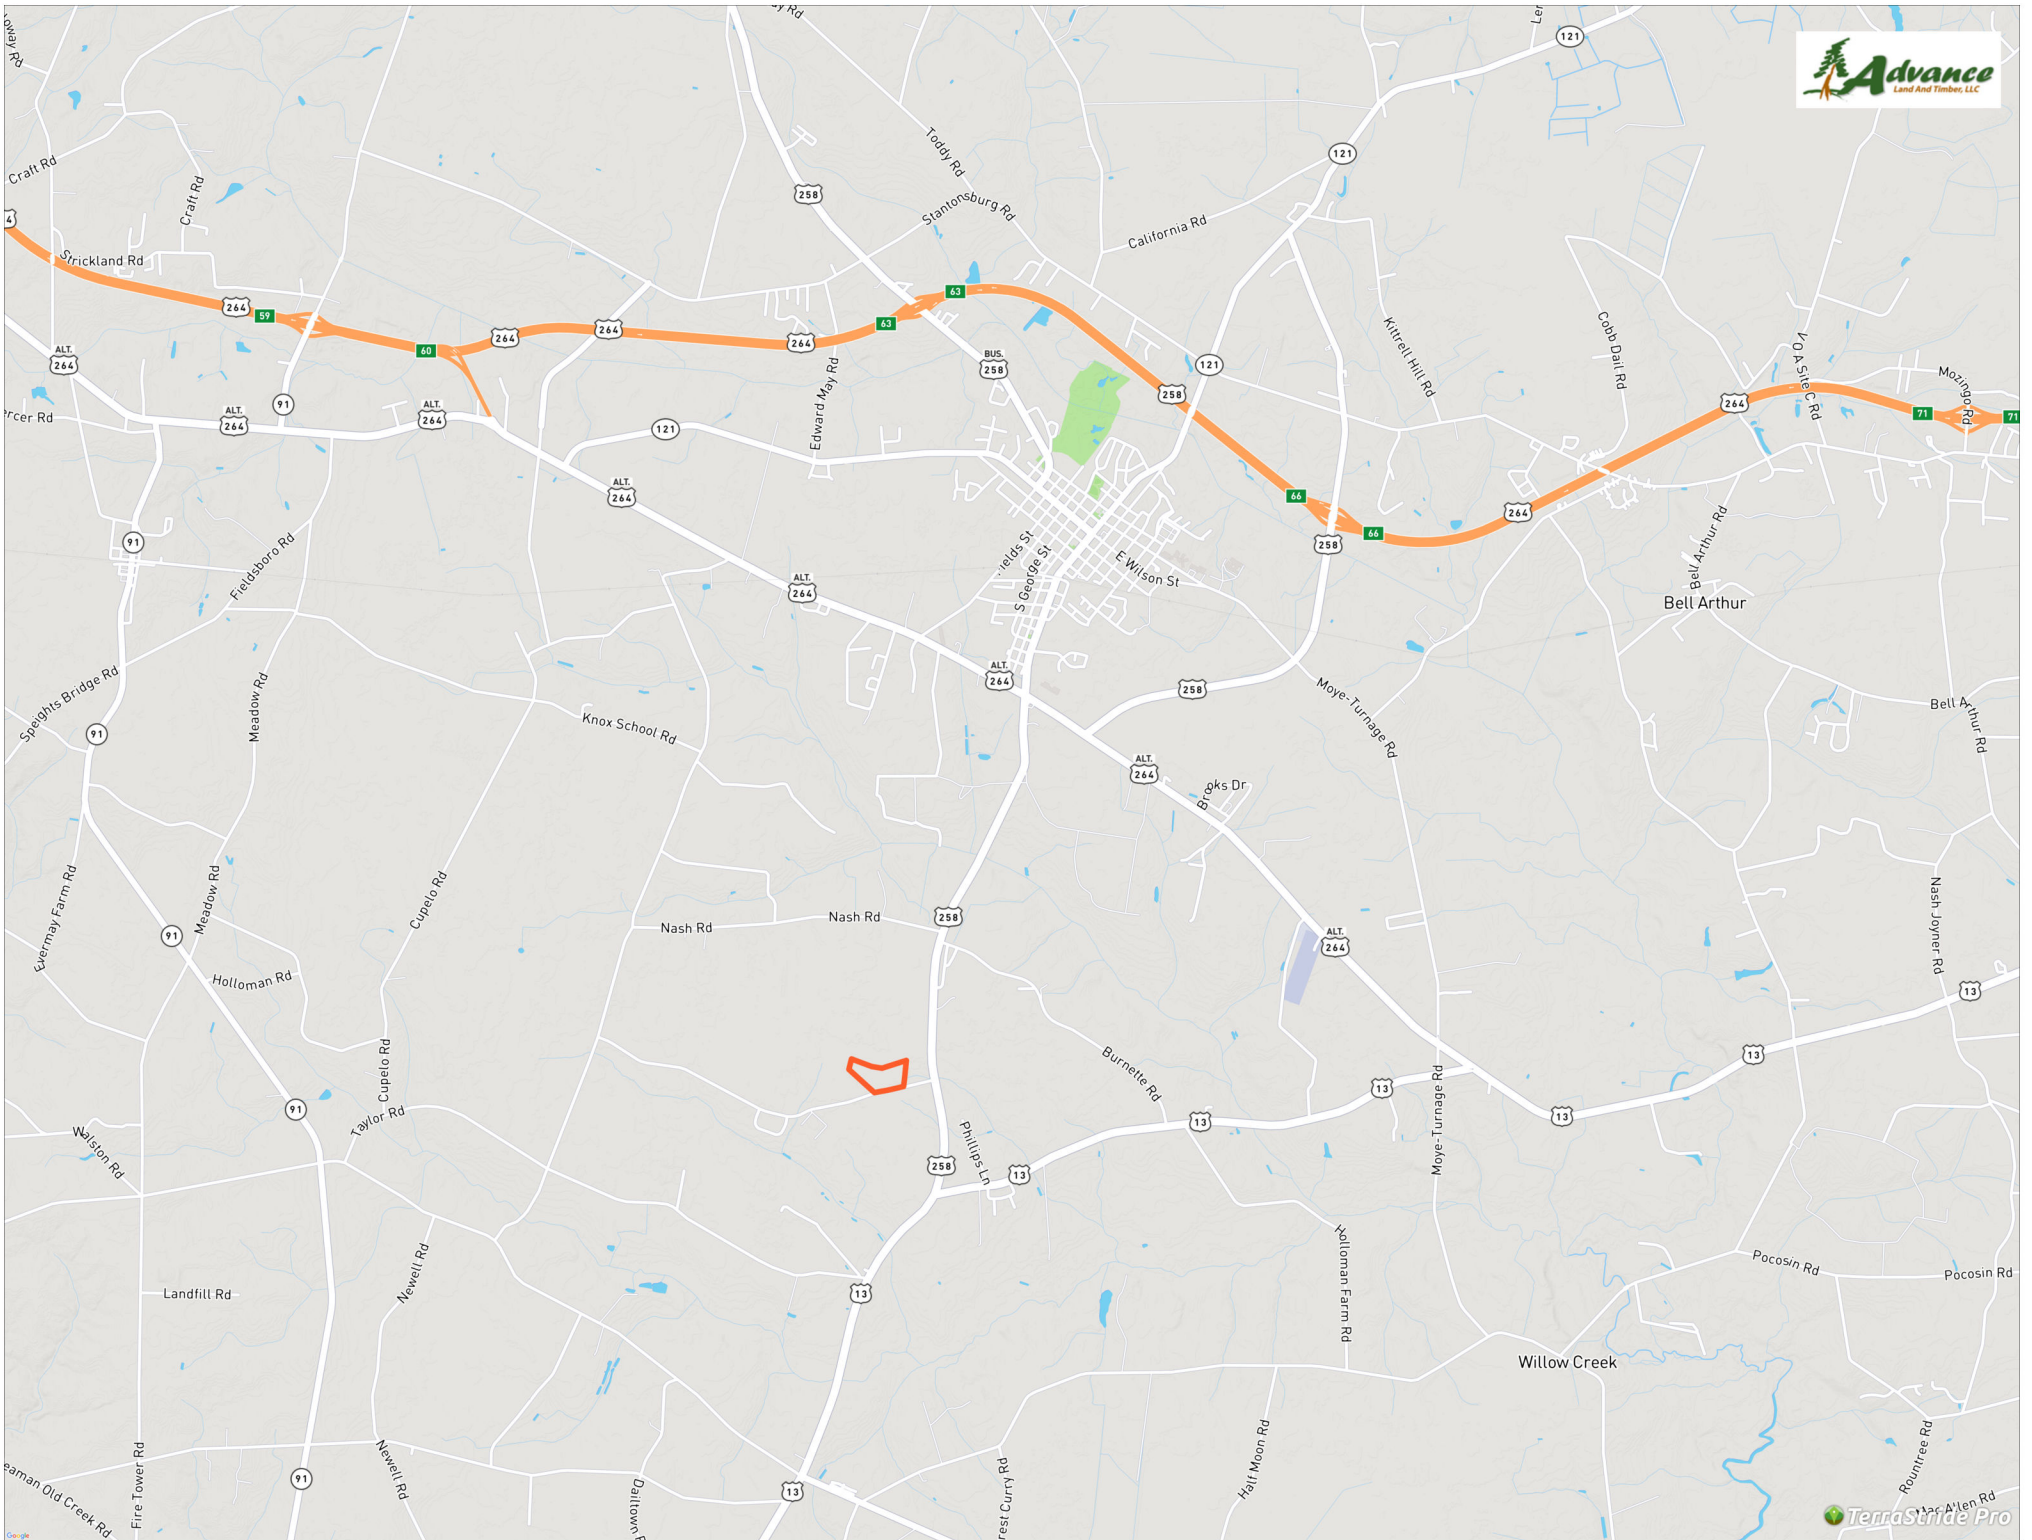 121
Advance
Land And Timber, LLC
Toddy Rd
121
Craft Rd
Craft Rd
258
Stantonsburg Rd
California Rd
Strickland Rd
264
59
63
63
60
264
264
264
Kittrell Hill Rd
Cobb Dail Rd
V O A Site C Rd
ALT.
264
BUS.
258
121
Mozingo Rd
Edward May Rd
258
264
71
71
91
ALT.
264
ALT.
264
121
ALT.
264
66
66
264
91
258
Fieldsboro Rd
S George St
E Wilson St
Bell Arthur Rd
ALT.
264
Bell Arthur
Speights Bridge Rd
Meadow Rd
ALT.
264
258
Moye-Turnage Rd
Bell Arthur Rd
91
Knox School Rd
ALT.
264
Brooks Dr
Evermay Farm Rd
Meadow Rd
Cupelo Rd
Nash Joyner Rd
Nash Rd
Nash Rd
258
91
ALT.
264
Holloman Rd
13
Cupelo Rd
Burnette Rd
Moye-Turnage Rd
13
91
13
13
13
Taylor Rd
Walston Rd
Phillips Ln
258
13
Newell Rd
Holloman Farm Rd
Pocosin Rd
Pocosin Rd
Landfill Rd
13
Willow Creek
Fire Tower Rd
Newell Rd
Half Moon Rd
Rountree Rd
91
13
Old Creek Rd
Curry Rd
TerraStride Pro
Google